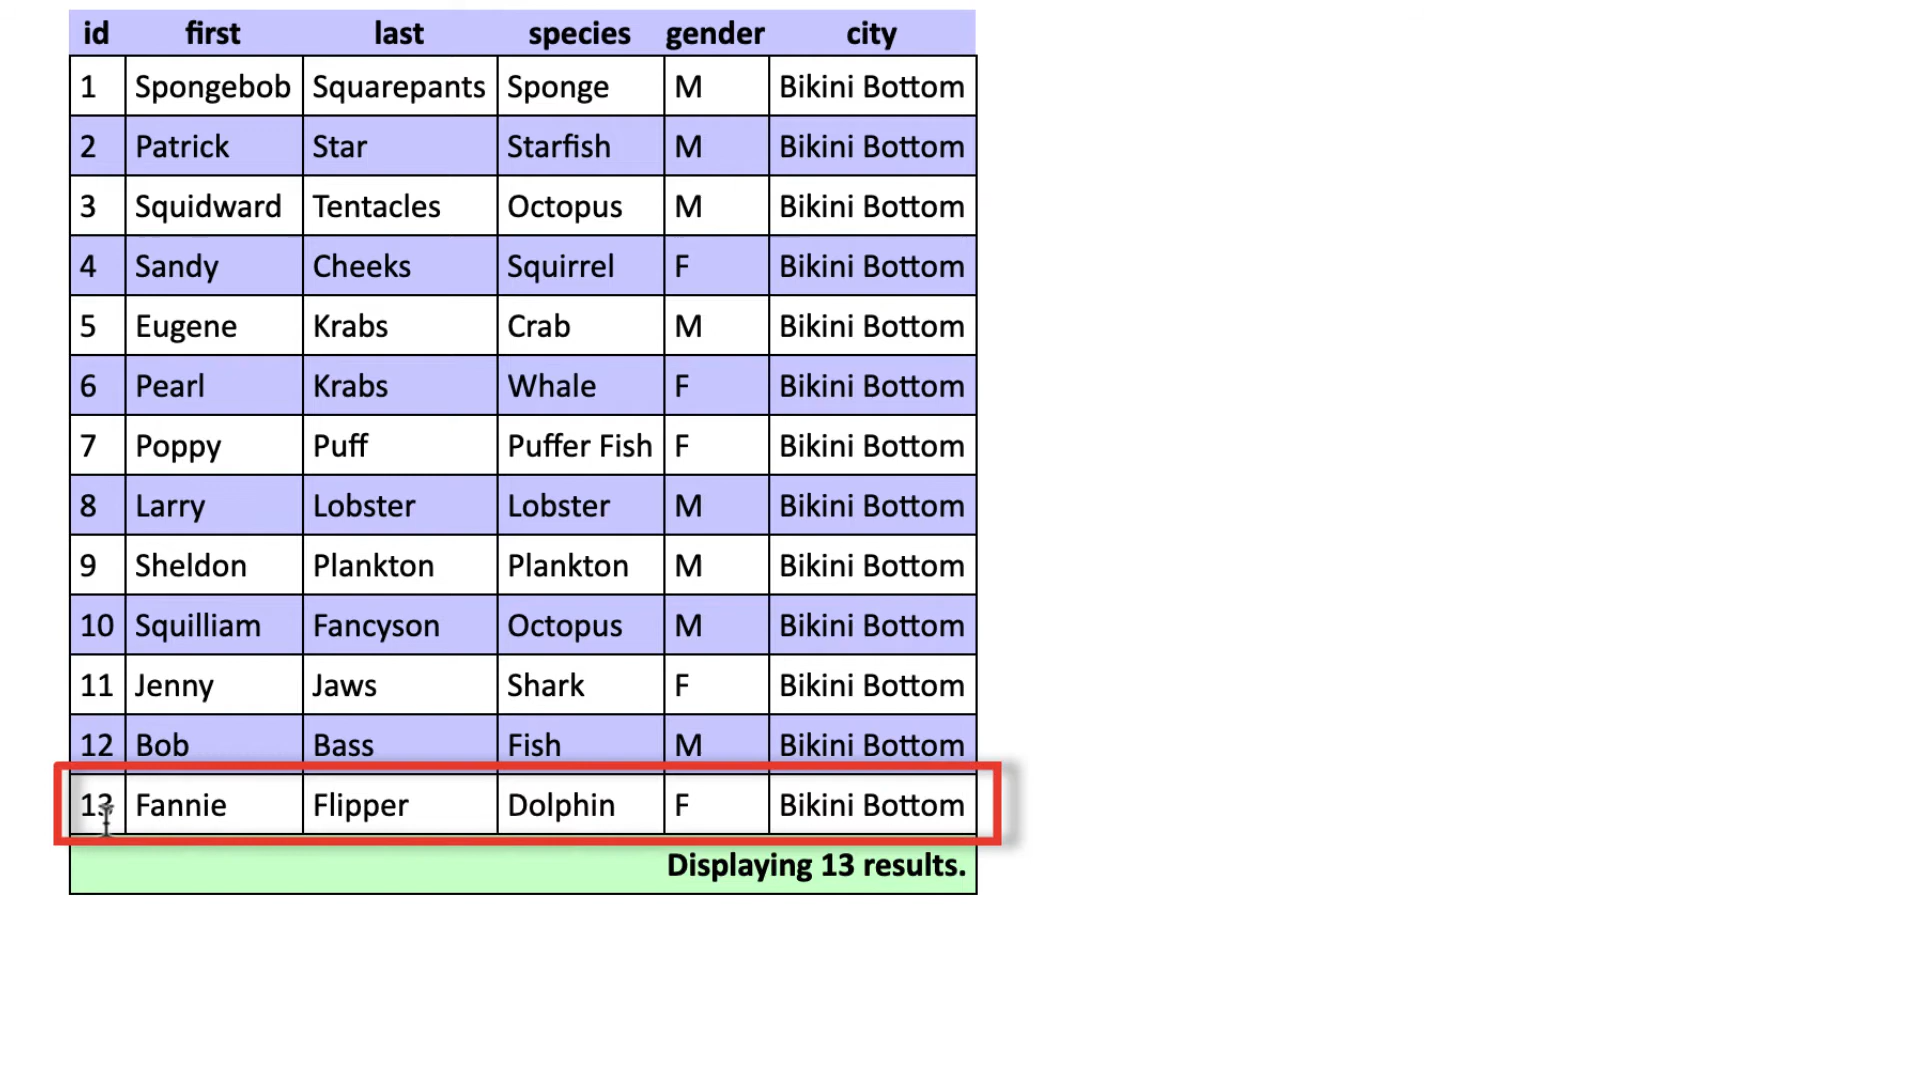 id first last species gender city
1 Spongebob Squarepants Sponge M Bikini Bottom
2 Patrick Star Starfish M Bikini Bottom
3 Squidward Tentacles Octopus M Bikini Bottom
4 Sandy Cheeks Squirrel F Bikini Bottom
5 Eugene Krabs Crab M Bikini Bottom
6 Pearl Krabs Whale F Bikini Bottom
7 Poppy Puff Puffer Fish F Bikini Bottom
8 Larry Lobster Lobster M Bikini Bottom
9 Sheldon Plankton Plankton M Bikini Bottom
10 Squilliam Fancyson Octopus M Bikini Bottom
11 Jenny Jaws Shark F Bikini Bottom
12 Bob Bass Fish M Bikini Bottom
13 Fannie Flipper Dolphin F Bikini Bottom
Displaying 13 results.